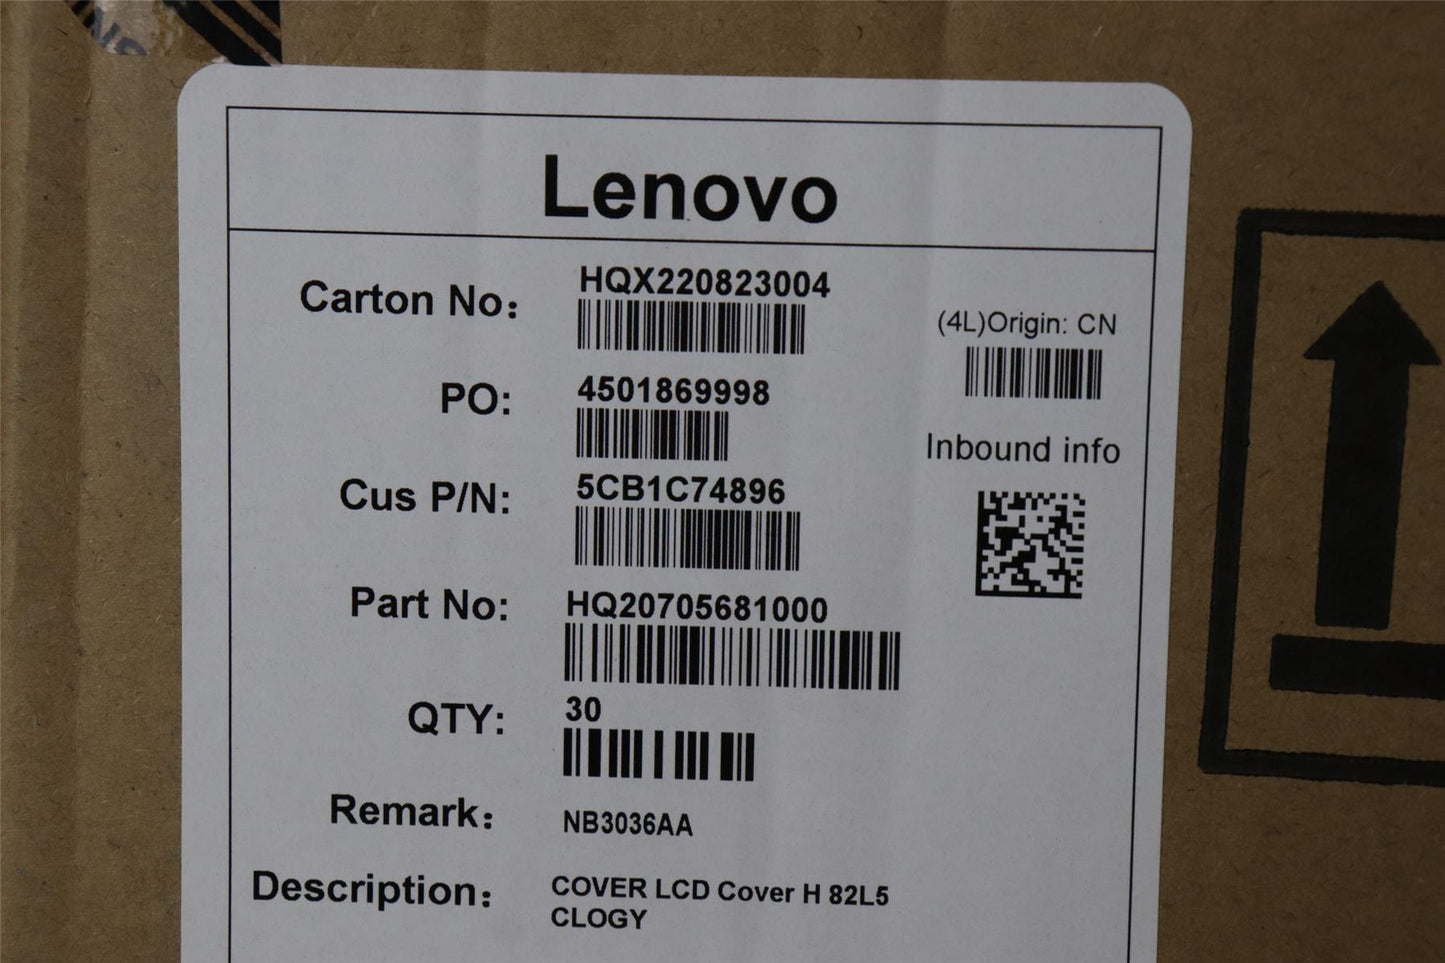 Lenovo
Carton No: HQX220823004
(4L)Origin: CN
PO: 4501869998
Inbound info
Cus P/N: 5CB1C74896
Part No: HQ20705681000
QTY: 30
Remark: NB3036AA
Description: COVER LCD Cover H 82L5
CLOGY